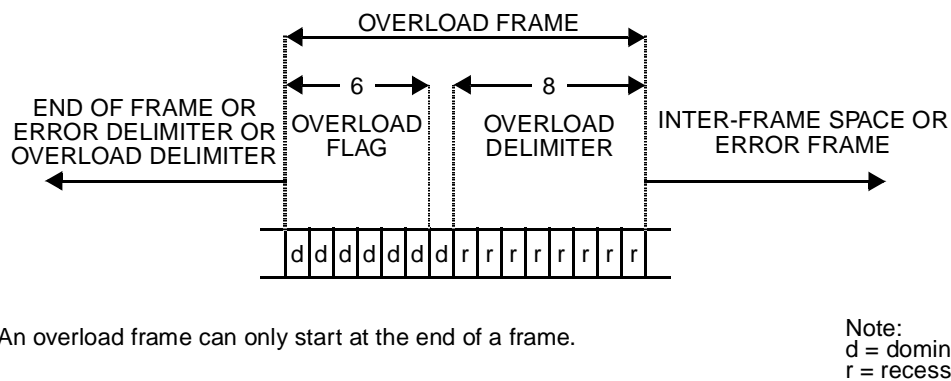 OVERLOAD FRAME
6
8
END OF FRAME OR
ERROR DELIMITER OR
OVERLOAD DELIMITER
OVERLOAD
FLAG
OVERLOAD
DELIMITER
INTER-FRAME SPACE OR
ERROR FRAME
d d d d d d d r r r r r r r r
An overload frame can only start at the end of a frame.
Note:
d = domin
r = recess